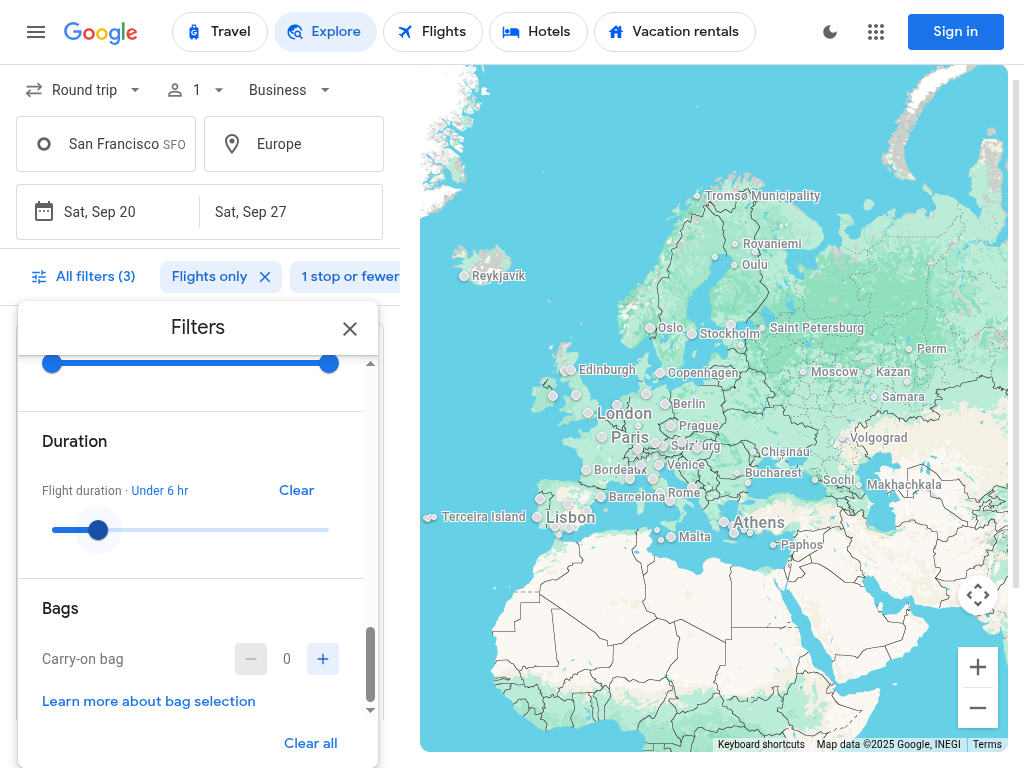 Google
Travel
Explore
Flights
Hotels
Vacation rentals
Sign in
Round trip
1
Business
San Francisco SFO
Europe
Sat, Sep 20
Sat, Sep 27
All filters (3)
Flights only
1 stop or fewer
Filters
Duration
Flight duration · Under 6 hr
Clear
Bags
Carry-on bag
0
Learn more about bag selection
Clear all
Tromsø Municipality
Rovaniemi
Oulu
Reykjavík
Oslo
Stockholm
Saint Petersburg
Perm
Edinburgh
Copenhagen
Moscow
Kazan
Samara
London
Berlin
Prague
Paris
Salzburg
Volgograd
Chișinău
Bordeaux
Venice
Bucharest
Sochi
Makhachkala
Barcelona
Rome
Terceira Island
Lisbon
Athens
Malta
Paphos
Keyboard shortcuts
Map data ©2025 Google, INEGI
Terms